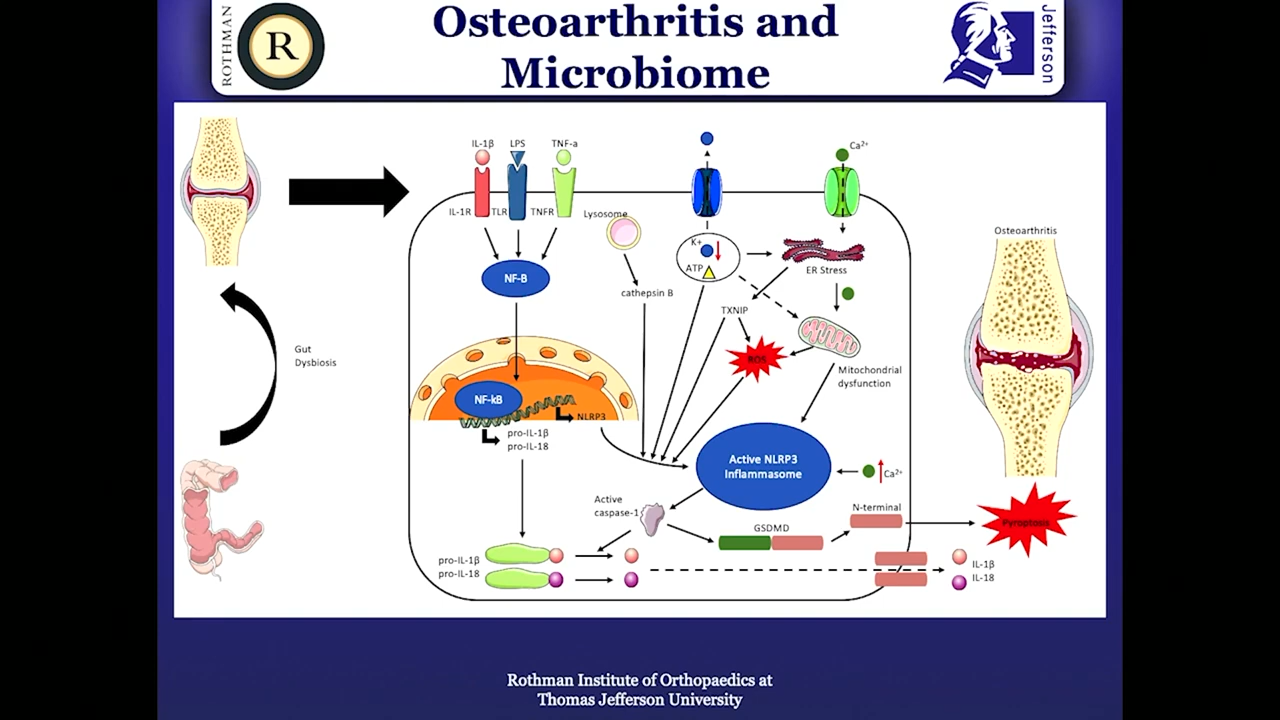 ROTHMAN
R
Osteoarthritis and
Microbiome
Jefferson
IL-1β
LPS
TNF-a
Ca²⁺
IL-1R
TLR
TNFR
Lysosome
NF-B
K+
ATP
ER Stress
cathepsin B
TXNIP
ROS
Mitochondrial
dysfunction
Gut
Dysbiosis
NF-kB
NLRP3
pro-IL-1β
pro-IL-18
Active NLRP3
Inflammasome
Ca²⁺
Active
caspase-1
GSDMD
N-terminal
pro-IL-1β
pro-IL-18
IL-1β
IL-18
Osteoarthritis
Pyroptosis
Rothman Institute of Orthopaedics at
Thomas Jefferson University